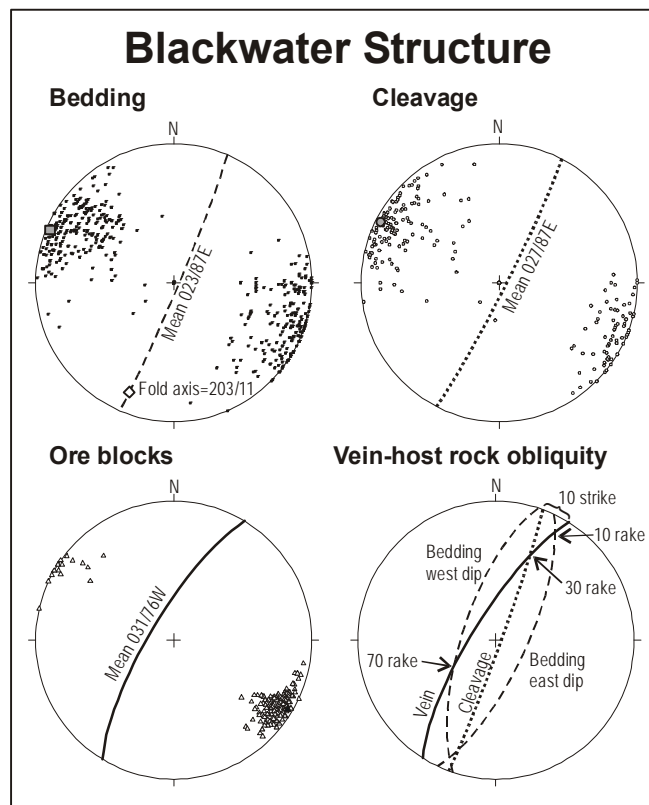 Blackwater Structure
Bedding
N
Mean 023/87E
Fold axis=203/11
Cleavage
N
Mean 027/87E
Ore blocks
N
Mean 031/76W
Vein-host rock obliquity
N
10 strike
10 rake
Bedding
west dip
30 rake
70 rake
Bedding
east dip
Cleavage
Vein